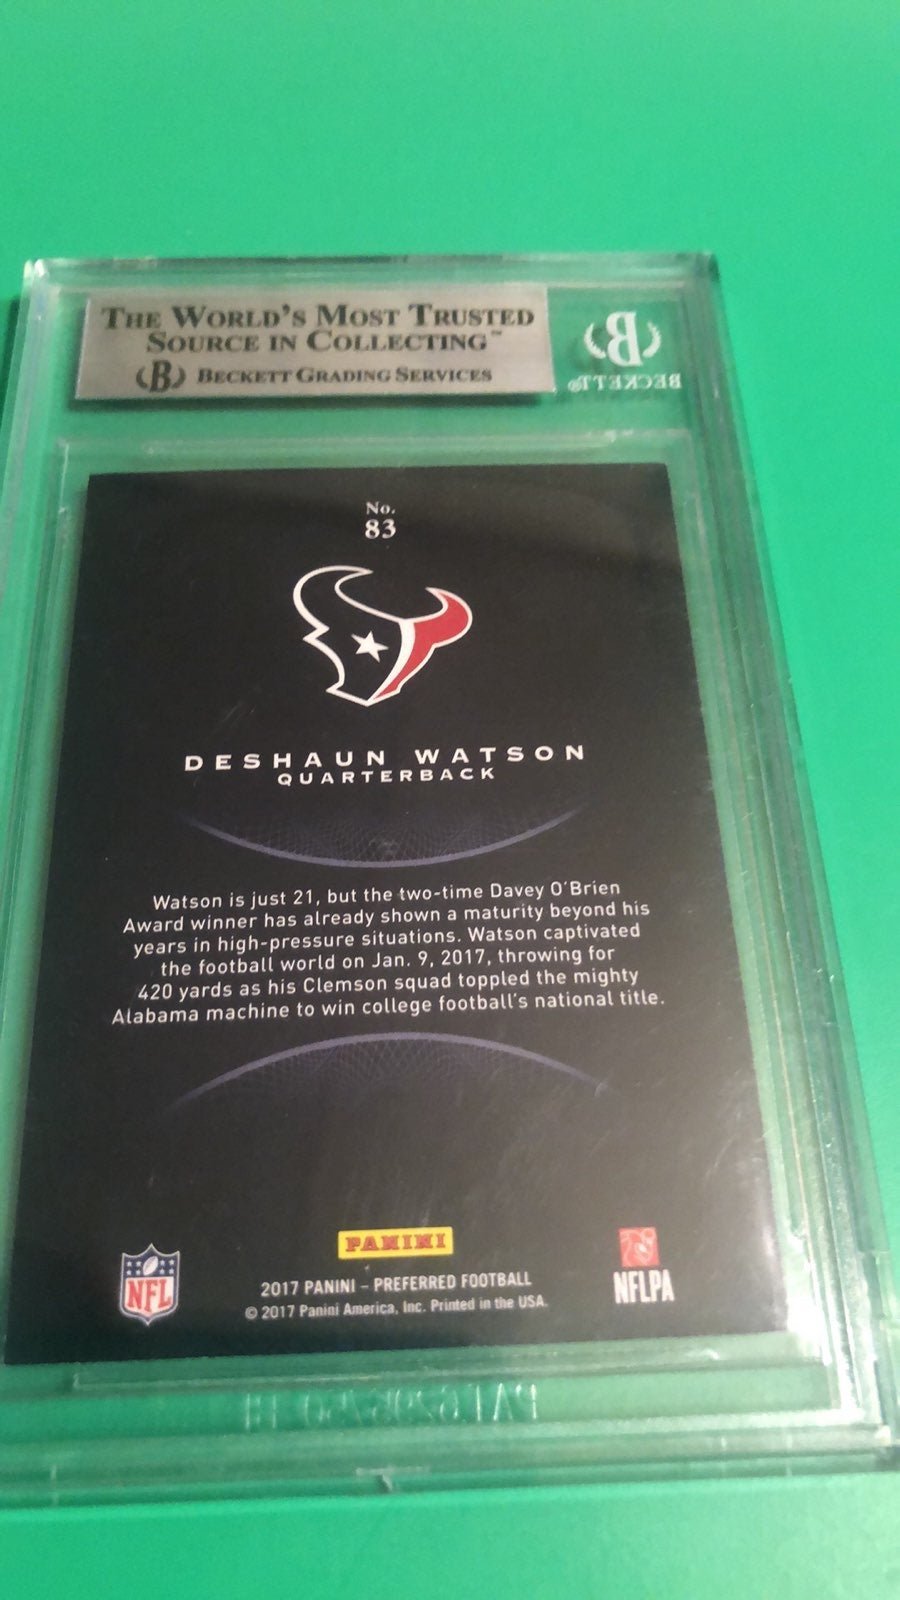 THE WORLD'S MOST TRUSTED
SOURCE IN COLLECTING™
B BECKETT GRADING SERVICES
B
BECKETT®
No.
83
DESHAUN WATSON
QUARTERBACK
Watson is just 21, but the two-time Davey O'Brien
Award winner has already shown a maturity beyond his
years in high-pressure situations. Watson captivated
the football world on Jan. 9, 2017, throwing for
420 yards as his Clemson squad toppled the mighty
Alabama machine to win college football's national title.
PANINI
NFL
2017 PANINI – PREFERRED FOOTBALL
© 2017 Panini America, Inc. Printed in the USA.
NFLPA